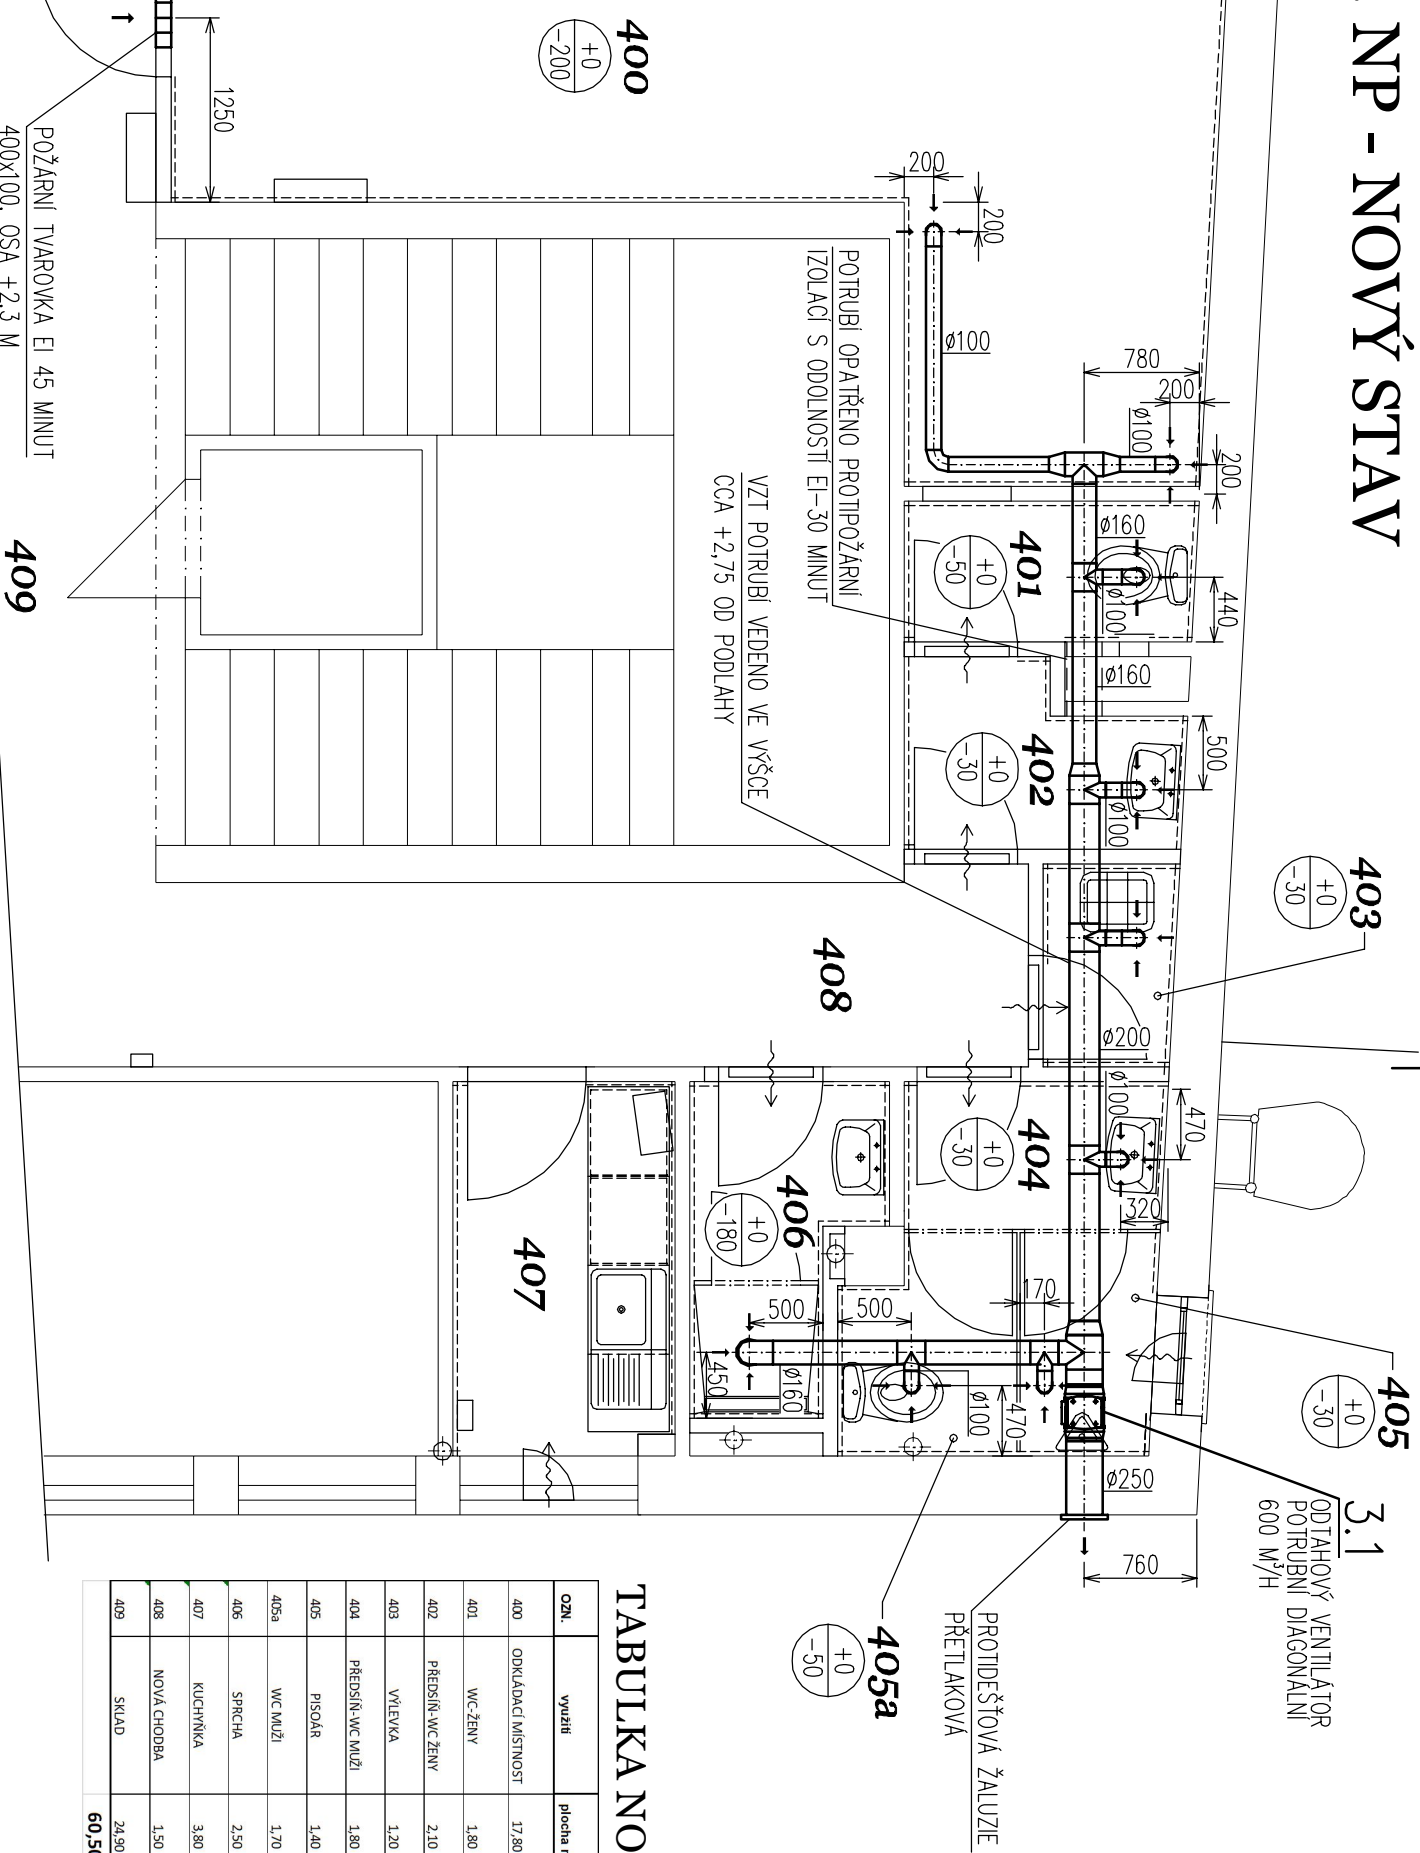 NP - NOVÝ STAV
400
+0
-200
1250
POŽÁRNÍ TVAROVKA EI 45 MINUT
400x100, OSA +2,3 M
409
200
200
ø100
POTRUBÍ OPATŘENO PROTIPOŽÁRNÍ
IZOLACÍ S ODOLNOSTÍ EI-30 MINUT
VZT POTRUBÍ VEDENO VE VÝŠCE
CCA +2,75 OD PODLAHY
780
200
ø100
200
ø160
440
401
+0
-50
ø100
ø160
500
402
+0
-30
ø100
403
+0
-30
408
ø200
ø100
470
404
+0
-30
320
406
+0
-180
407
170
500
500
450
ø160
ø100
470
405
+0
-30
3.1
ODTAHOVÝ VENTILÁTOR
POTRUBNÍ DIAGONÁLNÍ
600 M³/H
ø250
760
405a
+0
-50
PROTIDEŠŤOVÁ ŽALUZIE
PŘETLAKOVÁ
TABULKA NO
OZN. využití plocha
400 ODKLÁDACÍ MÍSTNOST 17,80
401 WC-ŽENY 1,80
402 PŘEDSÍŇ-WC ŽENY 2,10
403 VÝLEVKA 1,20
404 PŘEDSÍŇ-WC MUŽI 1,80
405 PISOÁR 1,40
405a WC MUŽI 1,70
406 SPRCHA 2,50
407 KUCHYŇKA 3,80
408 NOVÁ CHODBA 1,50
409 SKLAD 24,90
60,50